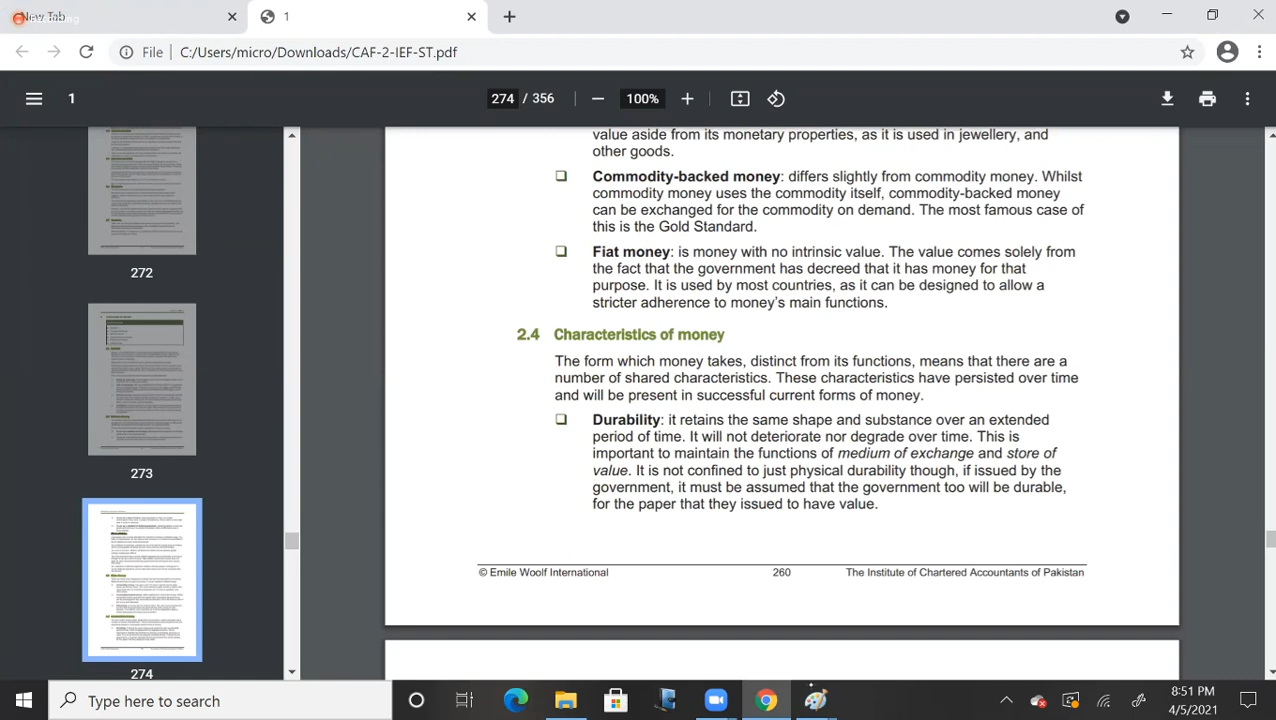 New Tab
1
File
C:/Users/micro/Downloads/CAF-2-IEF-ST.pdf
1
274 / 356
100%
272
273
274
value aside from its monetary properties, as it is used in jewellery, and
other goods.
Commodity-backed money: differs slightly from commodity money. Whilst
commodity money uses the commodity itself, commodity-backed money
can be exchanged for the commodity on demand. The most famous case of
this is the Gold Standard.
Fiat money: is money with no intrinsic value. The value comes solely from
the fact that the government has decreed that it has money for that
purpose. It is used by most countries, as it can be designed to allow a
stricter adherence to money's main functions.
2.4 Characteristics of money
The form which money takes, distinct from its functions, means that there are a
number of shared characteristics. These characteristics have persisted over time
and will be present in successful current forms of money.
Durability: it retains the same shape and substance over an extended
period of time. It will not deteriorate nor degrade over time. This is
important to maintain the functions of medium of exchange and store of
value. It is not confined to just physical durability though, if issued by the
government, it must be assumed that the government too will be durable,
for the paper that they issued to have value.
© Emile Woolf International
260
The Institute of Chartered Accountants of Pakistan
Type here to search
8:51 PM
4/5/2021